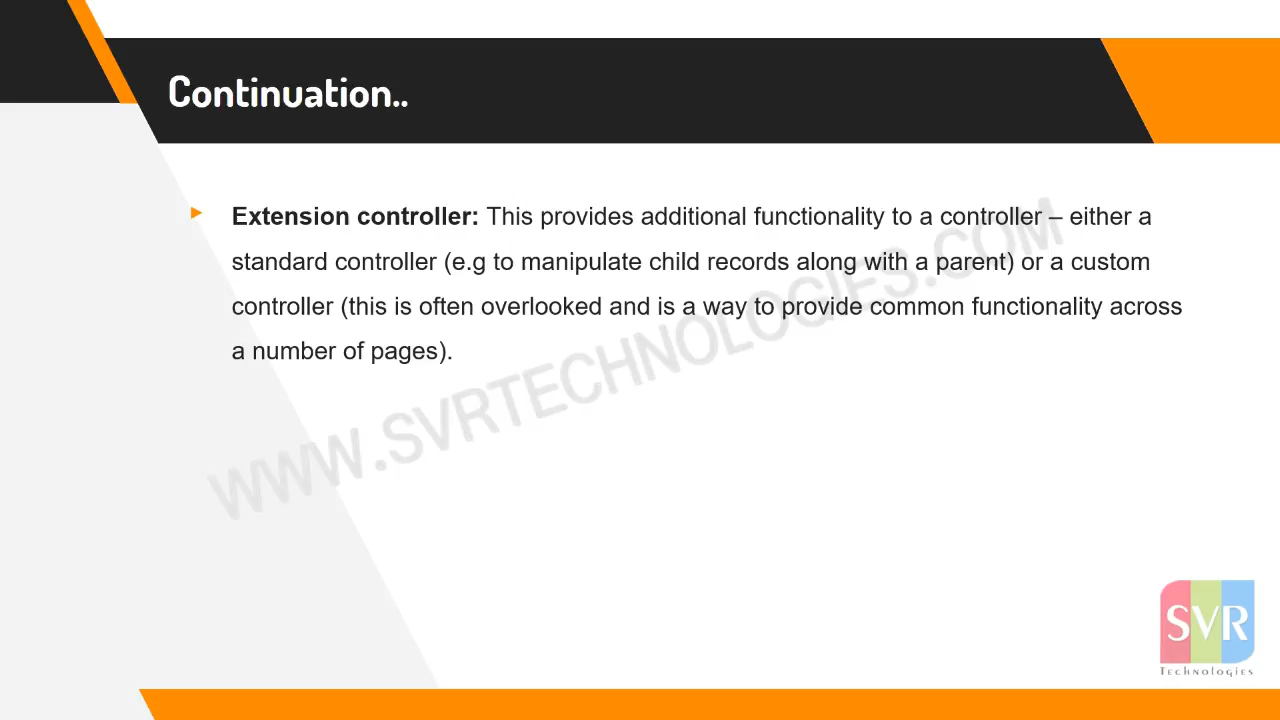 Continuation..
Extension controller: This provides additional functionality to a controller – either a
standard controller (e.g to manipulate child records along with a parent) or a custom
controller (this is often overlooked and is a way to provide common functionality across
a number of pages).
WWW.SVRTECHNOLOGIES.COM
SVR
Technologies